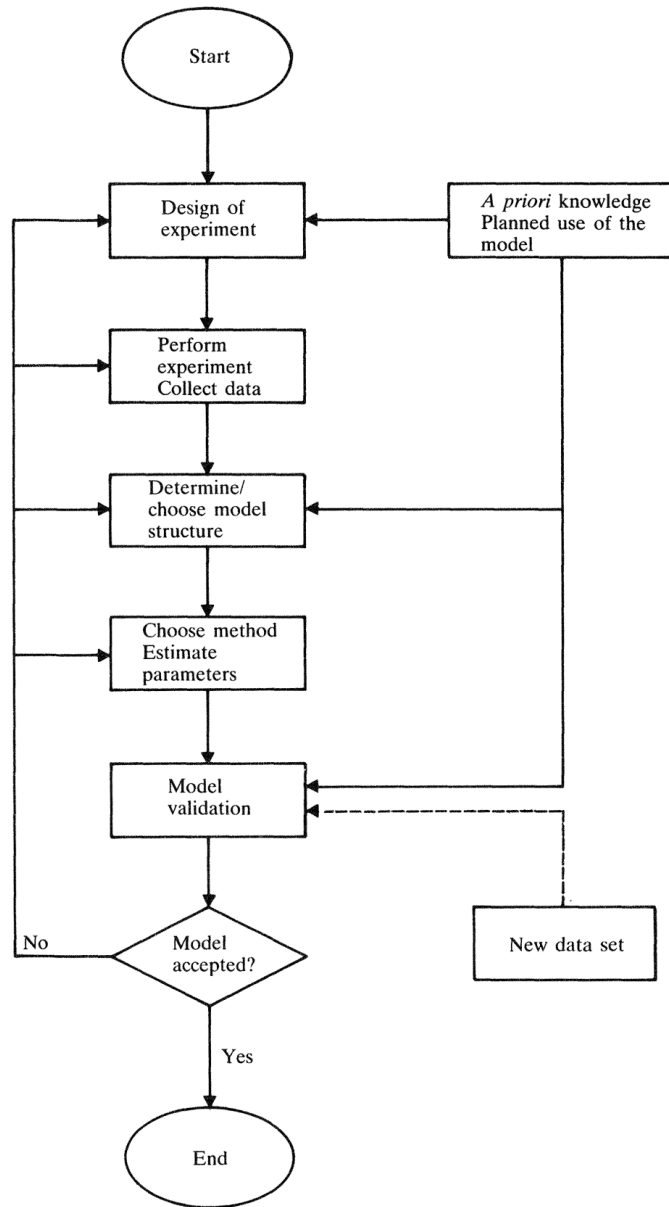 Start
Design of
experiment
A priori knowledge
Planned use of the
model
Perform
experiment
Collect data
Determine/
choose model
structure
Choose method
Estimate
parameters
Model
validation
No
Model
accepted?
New data set
Yes
End